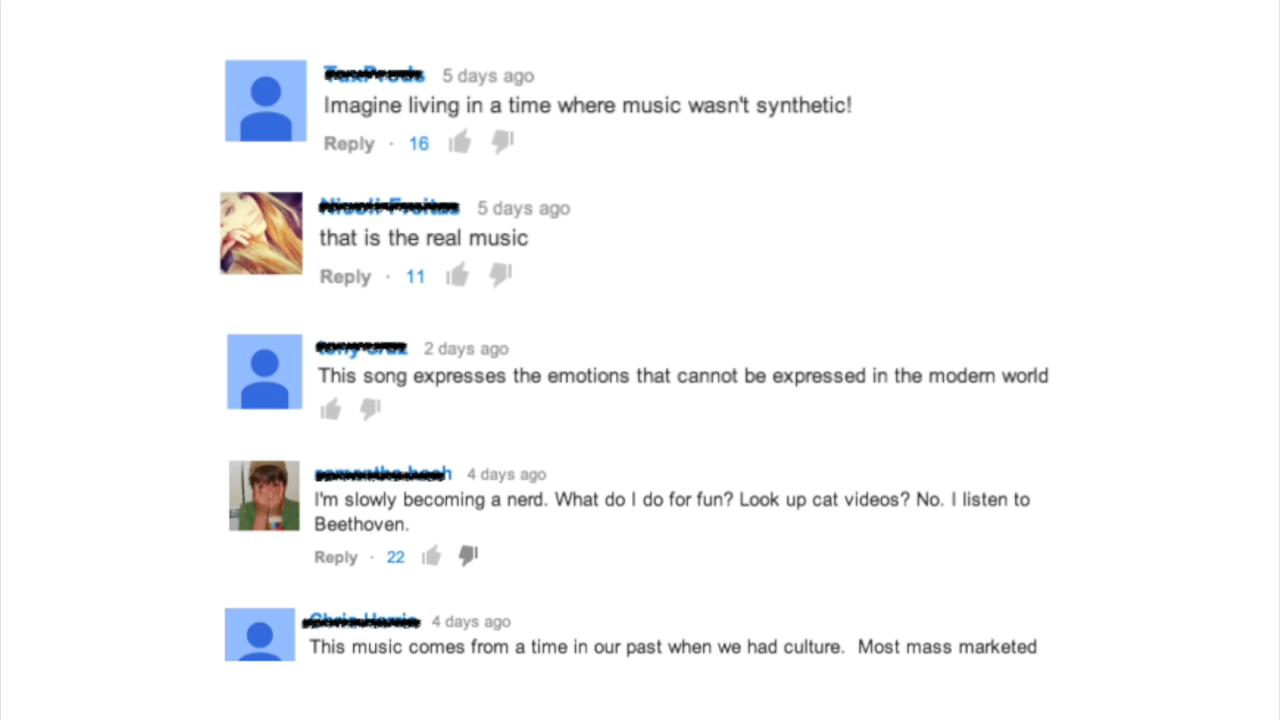 5 days ago
Imagine living in a time where music wasn't synthetic!
Reply · 16
5 days ago
that is the real music
Reply · 11
2 days ago
This song expresses the emotions that cannot be expressed in the modern world
4 days ago
I'm slowly becoming a nerd. What do I do for fun? Look up cat videos? No. I listen to
Beethoven.
Reply · 22
4 days ago
This music comes from a time in our past when we had culture. Most mass marketed